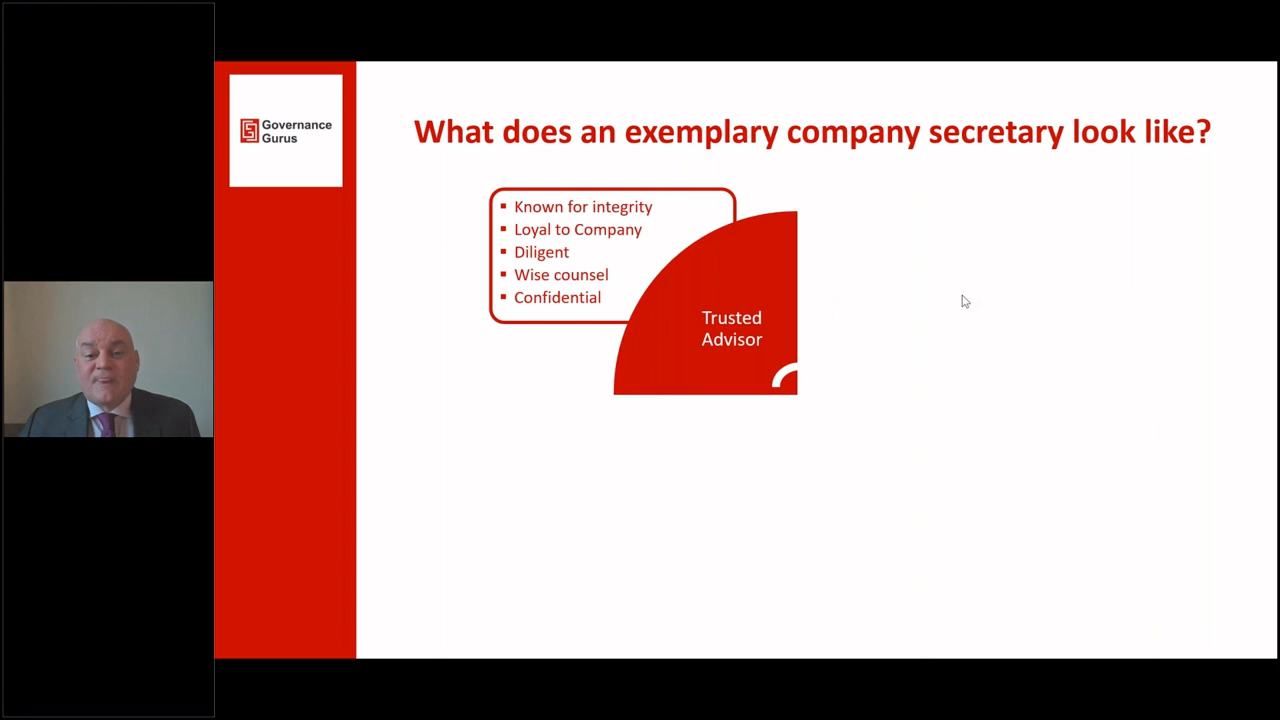 Governance
Gurus
What does an exemplary company secretary look like?
▪ Known for integrity
▪ Loyal to Company
▪ Diligent
▪ Wise counsel
▪ Confidential
Trusted
Advisor